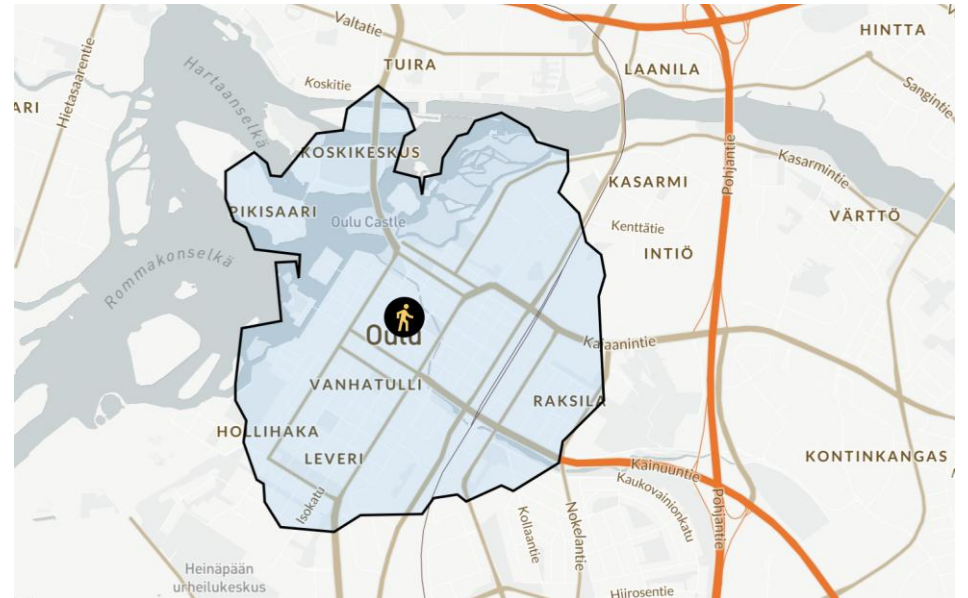 Valtatie
HINTTA
TUIRA
LAANILA
Hietasaarentie
Hartaanselkä
Koskitie
Sangintie
ARI
KOSKIKESKUS
Pohjantie
Kasarmintie
KASARMI
PIKISAARI
Oulu Castle
Kenttätie
VÄRTTÖ
INTIÖ
Rommakonselkä
Oulu
Kajaanintie
VANHATULLI
RAKSILA
HOLLIHAKA
LEVERI
KONTINKANGAS
Kainuuntie
Kaukovainionkatu
Isokatu
Kollaantie
Nokelantie
Pohjantie
Heinäpään
urheilukeskus
Hiirosentie